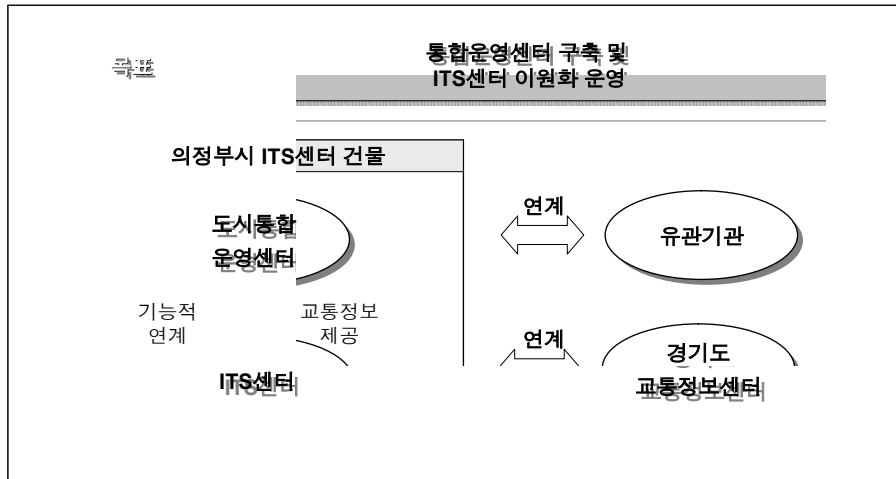 목표
통합운영센터 구축 및
ITS센터 이원화 운영
의정부시 ITS센터 건물
도시통합
운영센터
연계
유관기관
기능적
연계
교통정보
제공
연계
경기도
교통정보센터
ITS센터